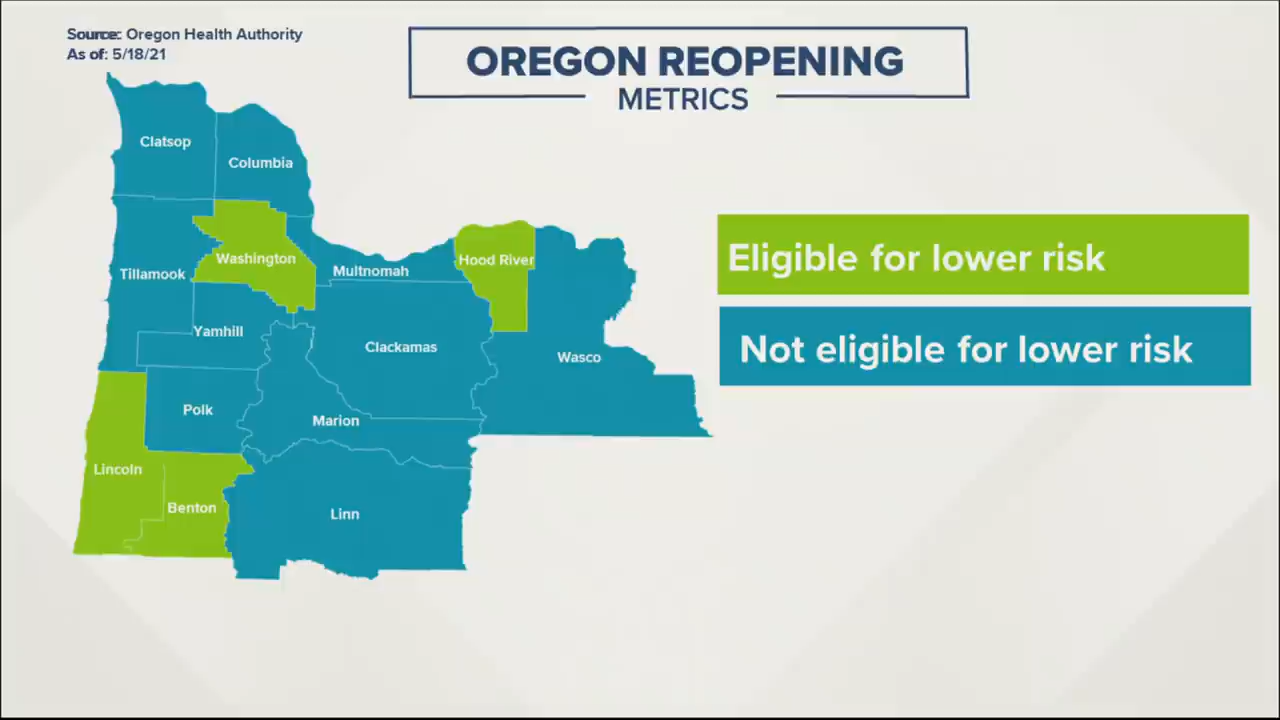 Source: Oregon Health Authority
As of: 5/18/21
OREGON REOPENING
METRICS
Clatsop
Columbia
Washington
Hood River
Tillamook
Multnomah
Yamhill
Clackamas
Wasco
Polk
Marion
Lincoln
Benton
Linn
Eligible for lower risk
Not eligible for lower risk